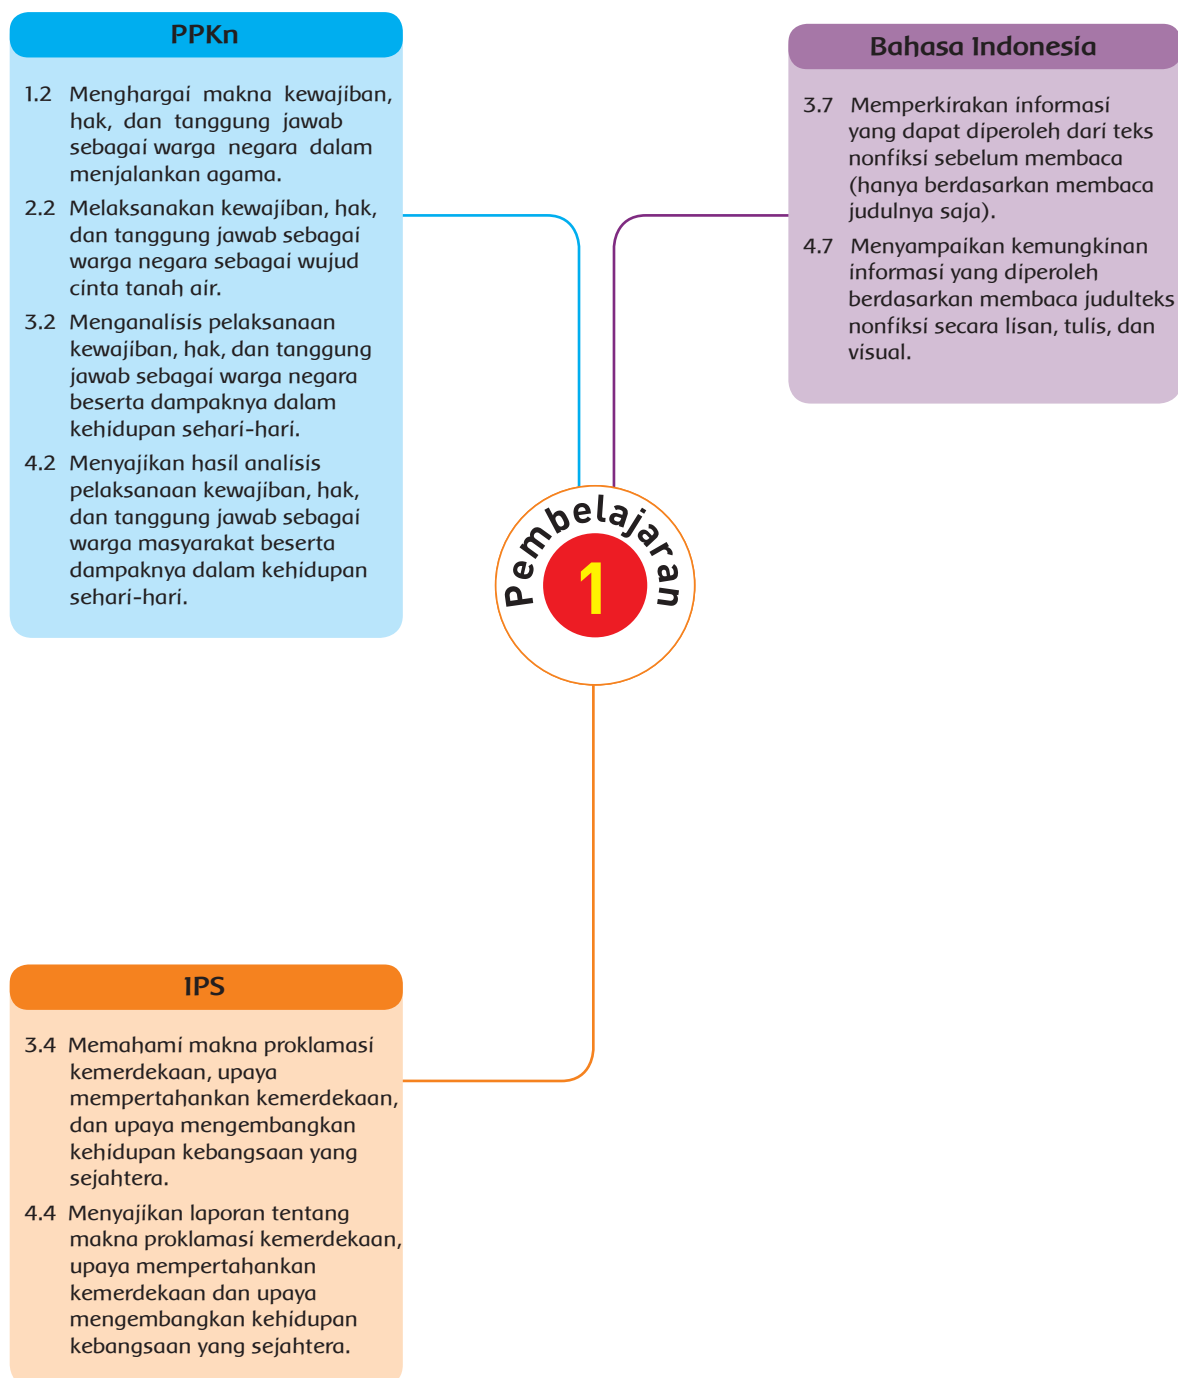 PPKn
1.2 Menghargai makna kewajiban,
hak, dan tanggung jawab
sebagai warga negara dalam
menjalankan agama.
2.2 Melaksanakan kewajiban, hak,
dan tanggung jawab sebagai
warga negara sebagai wujud
cinta tanah air.
3.2 Menganalisis pelaksanaan
kewajiban, hak, dan tanggung
jawab sebagai warga negara
beserta dampaknya dalam
kehidupan sehari-hari.
4.2 Menyajikan hasil analisis
pelaksanaan kewajiban, hak,
dan tanggung jawab sebagai
warga masyarakat beserta
dampaknya dalam kehidupan
sehari-hari.
Bahasa Indonesia
3.7 Memperkirakan informasi
yang dapat diperoleh dari teks
nonfiksi sebelum membaca
(hanya berdasarkan membaca
judulnya saja).
4.7 Menyampaikan kemungkinan
informasi yang diperoleh
berdasarkan membaca judulteks
nonfiksi secara lisan, tulis, dan
visual.
Pembelajaran
1
IPS
3.4 Memahami makna proklamasi
kemerdekaan, upaya
mempertahankan kemerdekaan,
dan upaya mengembangkan
kehidupan kebangsaan yang
sejahtera.
4.4 Menyajikan laporan tentang
makna proklamasi kemerdekaan,
upaya mempertahankan
kemerdekaan dan upaya
mengembangkan kehidupan
kebangsaan yang sejahtera.